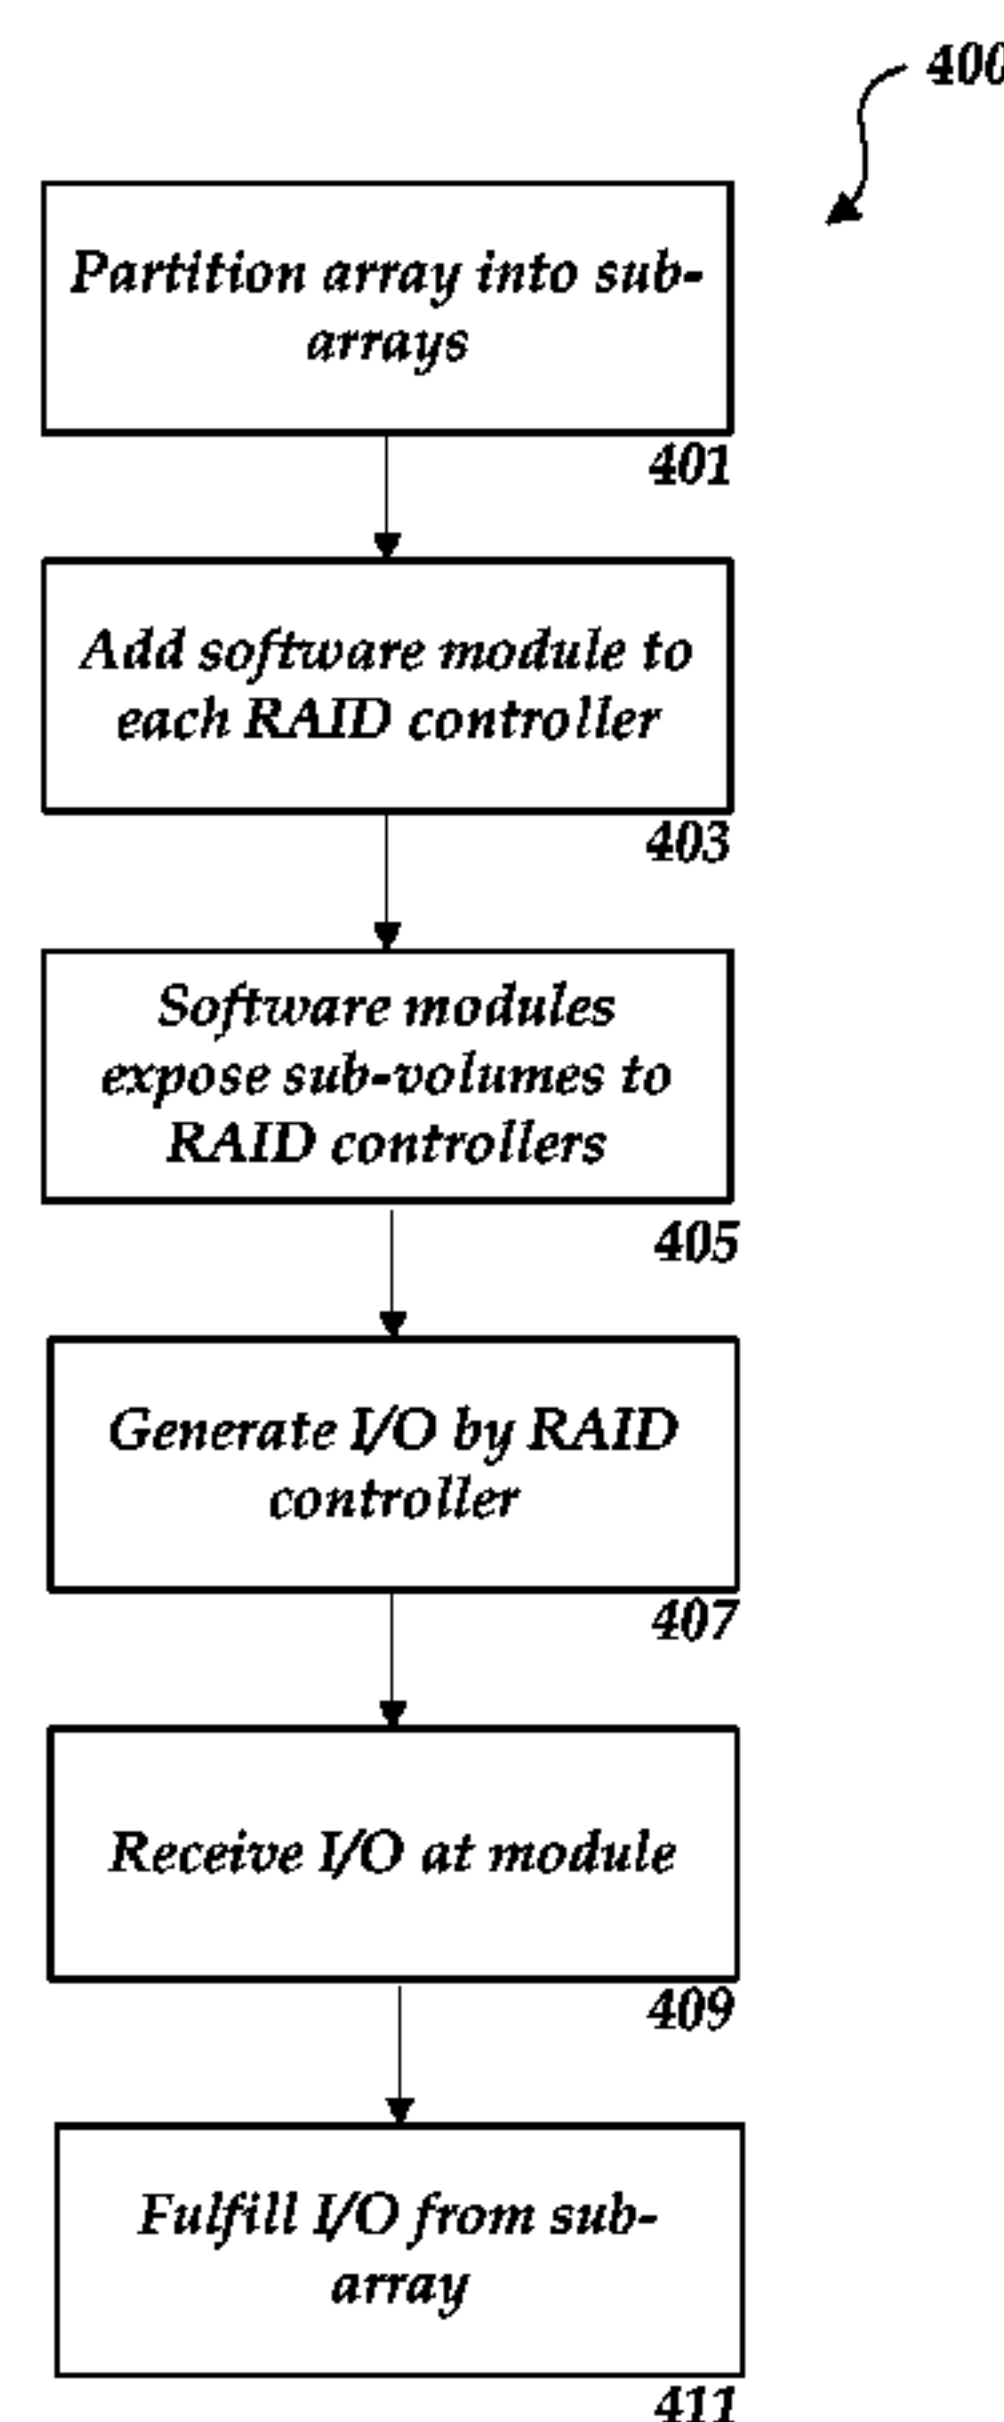 400
Partition array into sub-
arrays
401
Add software module to
each RAID controller
403
Software modules
expose sub-volumes to
RAID controllers
405
Generate I/O by RAID
controller
407
Receive I/O at module
409
Fulfill I/O from sub-
array
411